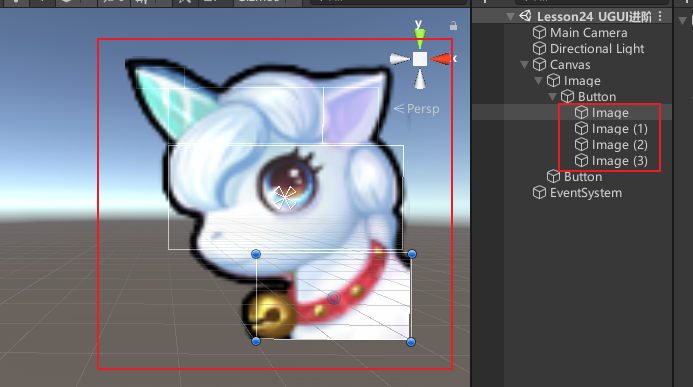 y
x
Persp
Lesson24 UGUI进阶
Main Camera
Directional Light
Canvas
Image
Button
Image
Image (1)
Image (2)
Image (3)
Button
EventSystem